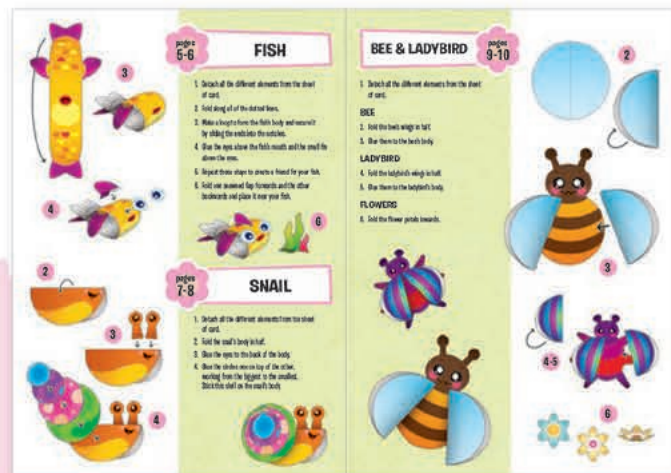 pages
5-6
FISH
1. Detach all the different elements from the sheet
of card.
2. Fold along all of the dotted lines.
3. Make a loop to form the fish's body and secure it
by sliding the ends into the notches.
4. Glue the eyes above the fish's mouth and the small fin
above the eyes.
5. Repeat these steps to create a friend for your fish.
6. Fold one seaweed flap forwards and the other
backwards and place it near your fish.
3
4
6
pages
7-8
SNAIL
1. Detach all the different elements from the sheet
of card.
2. Fold the snail's body in half.
3. Glue the eyes to the back of the body.
4. Glue the circles one on top of the other,
working from the biggest to the smallest.
Stick this shell on the snail's body.
2
3
4
BEE & LADYBIRD
pages
9-10
1. Detach all the different elements from the sheet
of card.
BEE
2. Fold the bee's wings in half.
3. Glue them to the bee's body.
LADYBIRD
4. Fold the ladybird's wings in half.
5. Glue them to the ladybird's body.
FLOWERS
6. Fold the flower petals inwards.
2
3
4-5
6